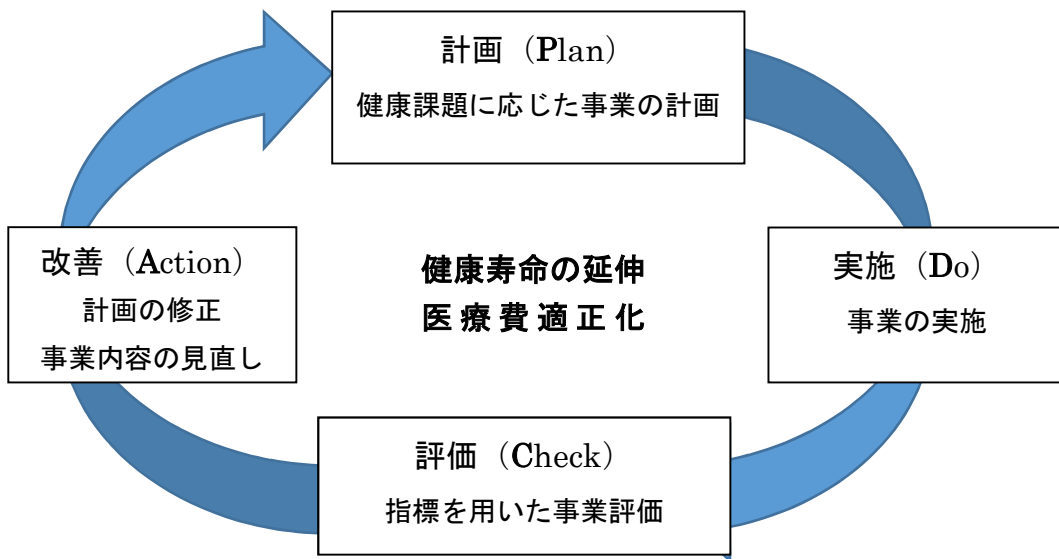 計画（Plan）
健康課題に応じた事業の計画
改善（Action）
計画の修正
事業内容の見直し
健康寿命の延伸
医療費適正化
実施（Do）
事業の実施
評価（Check）
指標を用いた事業評価